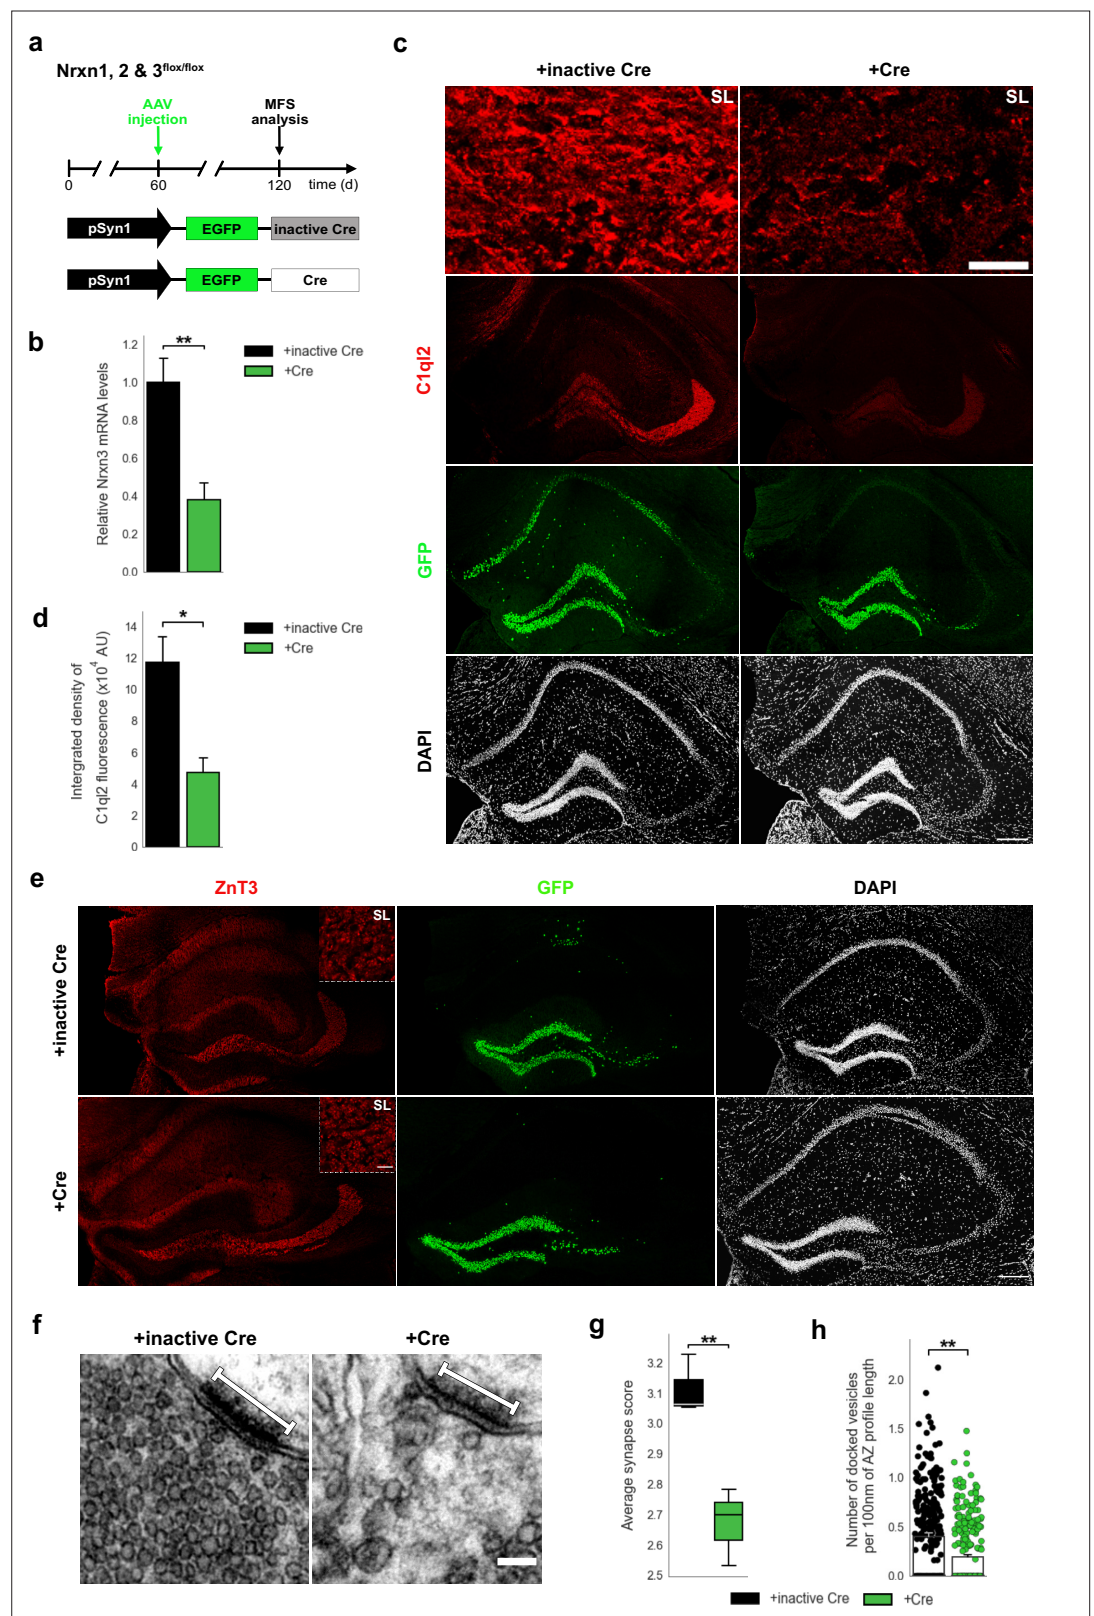 a
Nrxn1, 2 & 3flox/flox
AAV
injection
MFS
analysis
0
60
120
time (d)
pSyn1
EGFP
inactive Cre
pSyn1
EGFP
Cre
b
Relative Nrxn3 mRNA levels
1.2
1.0
0.8
0.6
0.4
0.2
0.0
**
+inactive Cre
+Cre
c
+inactive Cre
+Cre
SL
SL
C1ql2
GFP
DAPI
d
Intergrated density of
C1ql2 fluorescence (x10^4 AU)
14
12
10
8
6
4
2
0
*
+inactive Cre
+Cre
e
ZnT3
GFP
DAPI
+inactive Cre
SL
+Cre
SL
f
+inactive Cre
+Cre
g
Average synapse score
3.2
3.1
3.0
2.9
2.8
2.7
2.6
2.5
**
h
Number of docked vesicles
per 100nm of AZ profile length
2.0
1.5
1.0
0.5
0.0
**
+inactive Cre
+Cre